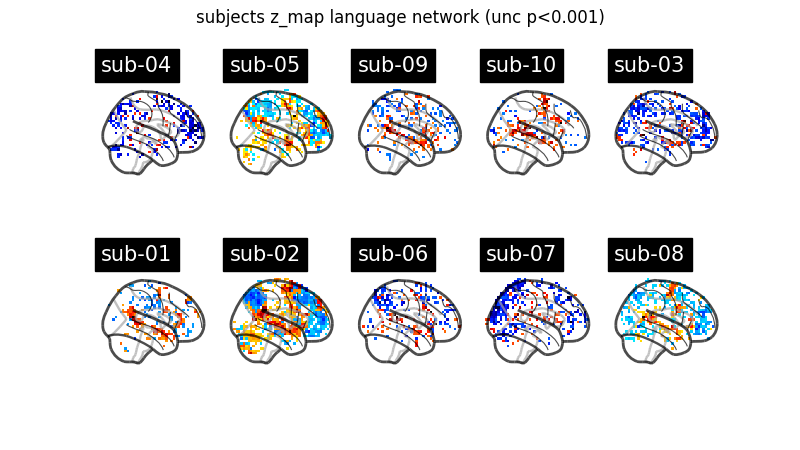 subjects z_map language network (unc p<0.001)
sub-04 sub-05 sub-09 sub-10 sub-03
sub-01 sub-02 sub-06 sub-07 sub-08